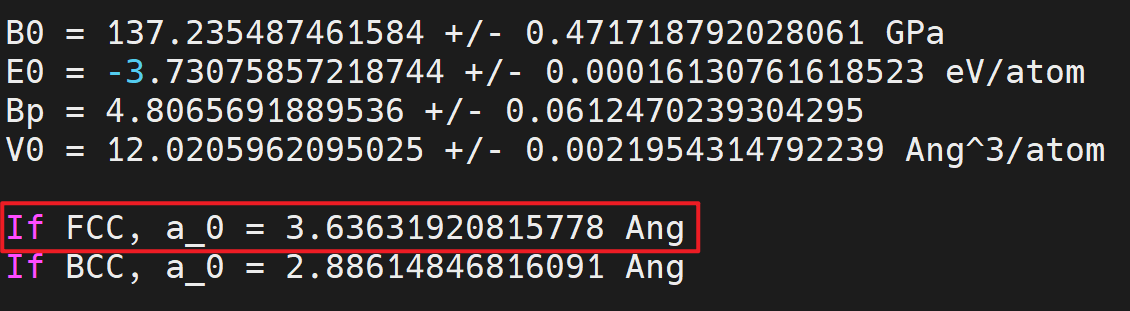 B0 = 137.235487461584 +/- 0.471718792028061 GPa
E0 = -3.73075857218744 +/- 0.00016130761618523 eV/atom
Bp = 4.8065691889536 +/- 0.0612470239304295
V0 = 12.0205962095025 +/- 0.0021954314792239 Ang^3/atom
If FCC, a_0 = 3.63631920815778 Ang
If BCC, a_0 = 2.88614846816091 Ang